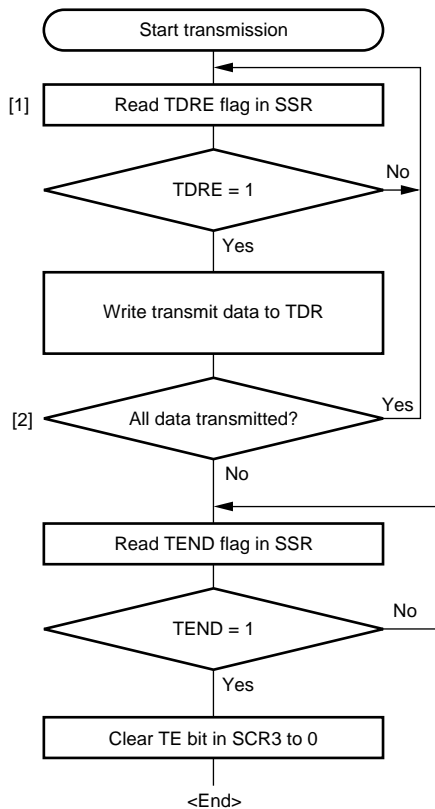 Start transmission
[1]
Read TDRE flag in SSR
No
TDRE = 1
Yes
Write transmit data to TDR
[2]
All data transmitted?
Yes
No
Read TEND flag in SSR
No
TEND = 1
Yes
Clear TE bit in SCR3 to 0
<End>